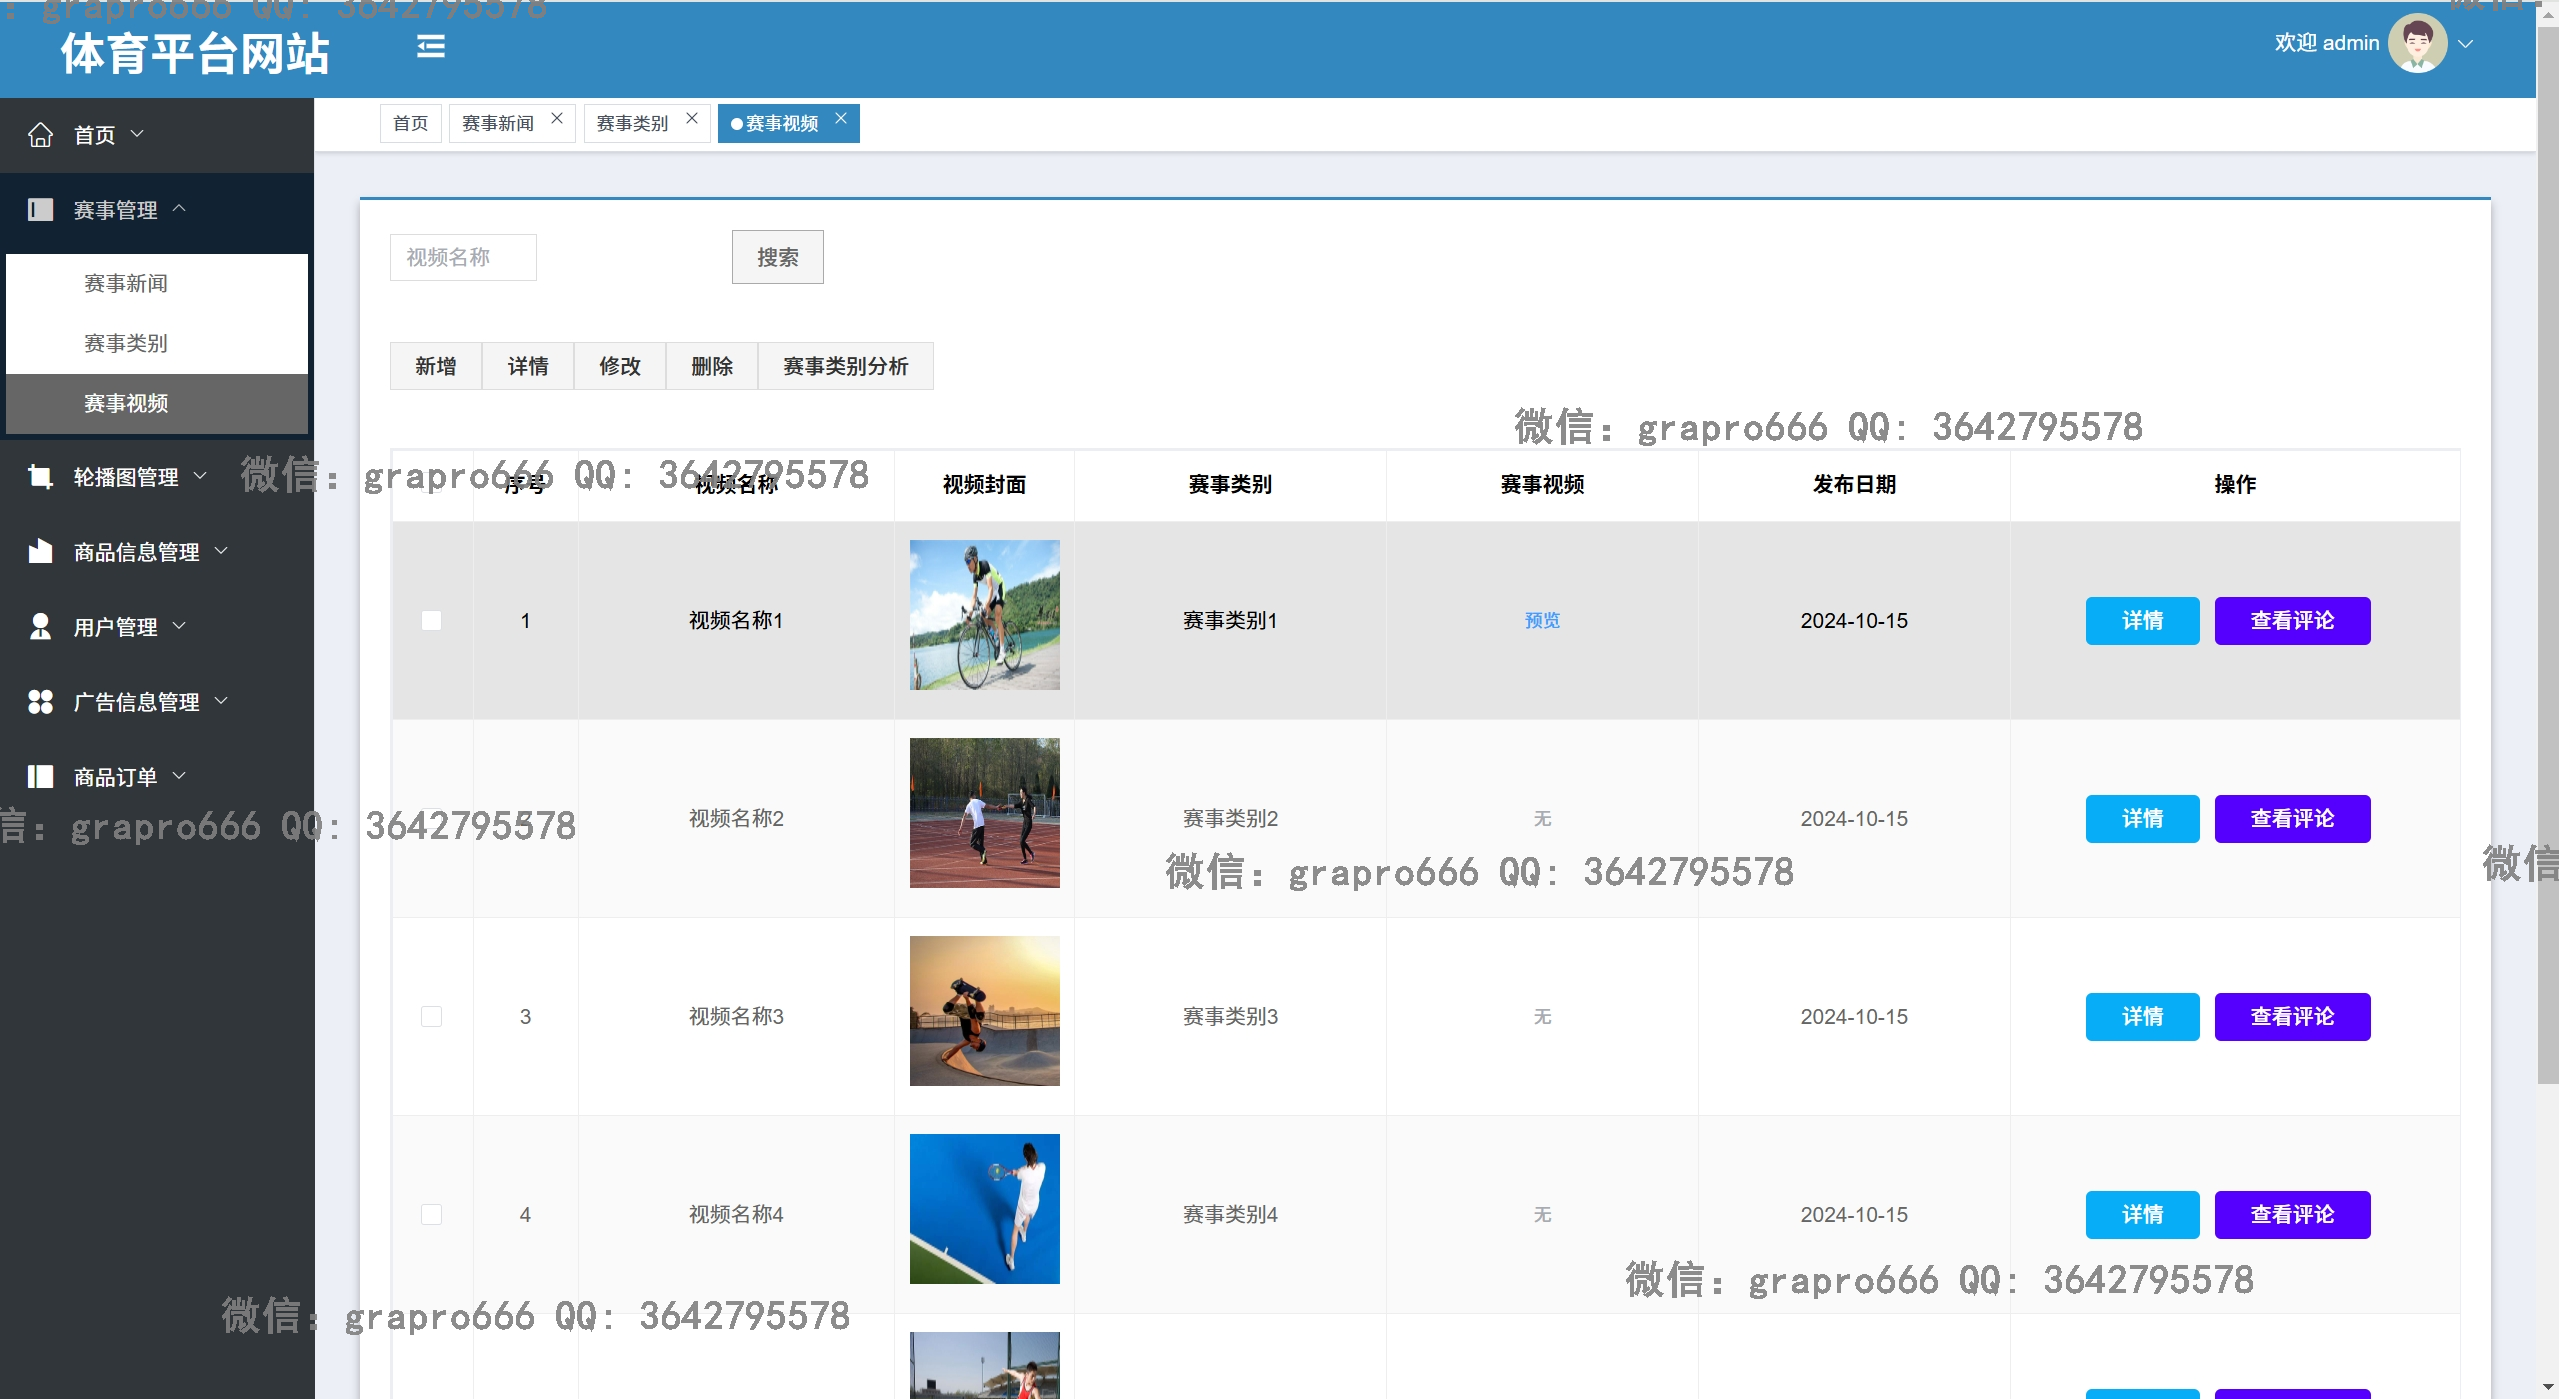 ：grapro666 QQ: 3642795578
体育平台网站
欢迎 admin
首页
赛事新闻
赛事类别
赛事视频
首页
赛事管理
赛事新闻
赛事类别
赛事视频
轮播图管理
商品信息管理
用户管理
广告信息管理
商品订单
视频名称
搜索
新增 详情 修改 删除 赛事类别分析
微信：grapro666 QQ: 3642795578
微信：grapro666 QQ: 3642795578
序号 视频名称 视频封面 赛事类别 赛事视频 发布日期 操作
1 视频名称1 赛事类别1 预览 2024-10-15 详情 查看评论
视频名称2 赛事类别2 无 2024-10-15 详情 查看评论
信：grapro666 QQ: 3642795578
微信：grapro666 QQ: 3642795578
微信
3 视频名称3 赛事类别3 无 2024-10-15 详情 查看评论
4 视频名称4 赛事类别4 无 2024-10-15 详情 查看评论
微信：grapro666 QQ: 3642795578
微信：grapro666 QQ: 3642795578